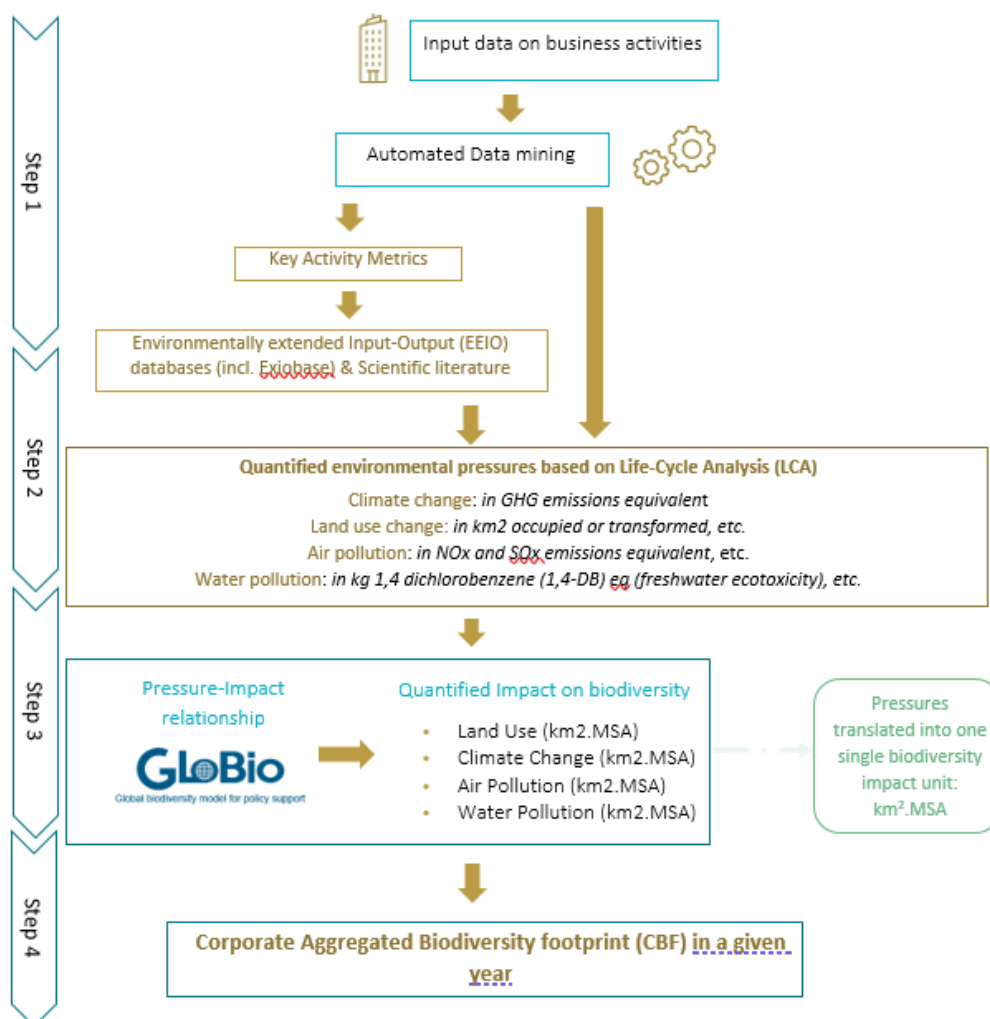 Step 1
Input data on business activities
Automated Data mining
Key Activity Metrics
Environmentally extended Input-Output (EEIO)
databases (incl. Exiobase) & Scientific literature
Step 2
Quantified environmental pressures based on Life-Cycle Analysis (LCA)
Climate change: in GHG emissions equivalent
Land use change: in km2 occupied or transformed, etc.
Air pollution: in NOx and SOx emissions equivalent, etc.
Water pollution: in kg 1,4 dichlorobenzene (1,4-DB) eq (freshwater ecotoxicity), etc.
Step 3
Pressure-Impact
relationship
GLOBIO
Global biodiversity model for policy support
Quantified Impact on biodiversity
• Land Use (km2.MSA)
• Climate Change (km2.MSA)
• Air Pollution (km2.MSA)
• Water Pollution (km2.MSA)
Pressures
translated into one
single biodiversity
impact unit:
km².MSA
Step 4
Corporate Aggregated Biodiversity footprint (CBF) in a given
year